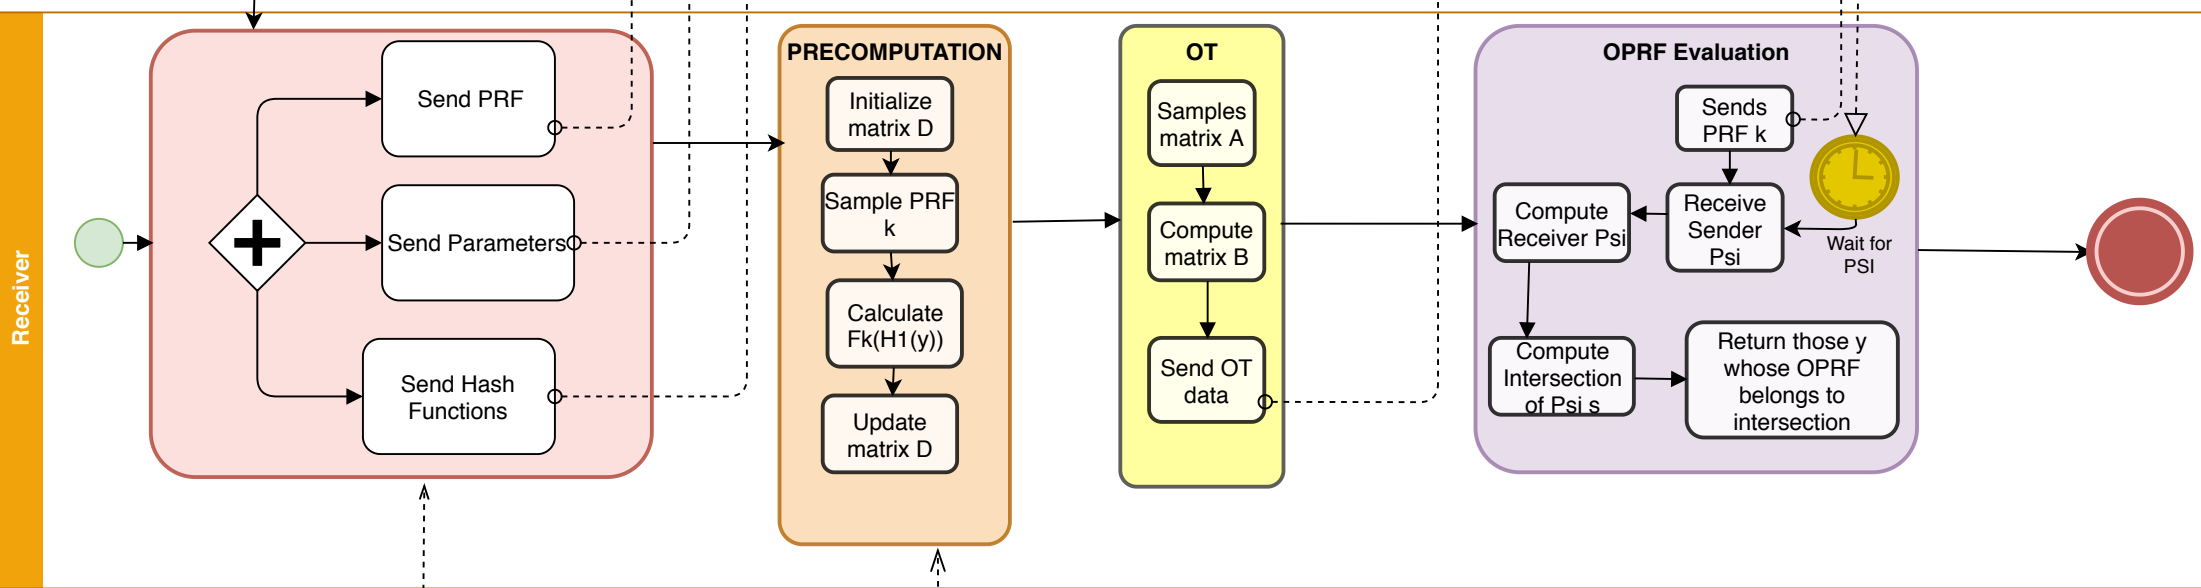 Receiver
Send PRF
Send Parameters
Send Hash
Functions
PRECOMPUTATION
Initialize
matrix D
Sample PRF
k
Calculate
Fk(H1(y))
Update
matrix D
OT
Samples
matrix A
Compute
matrix B
Send OT
data
OPRF Evaluation
Sends
PRF k
Receive
Sender
Psi
Wait for
PSI
Compute
Receiver Psi
Compute
Intersection
of Psi s
Return those y
whose OPRF
belongs to
intersection